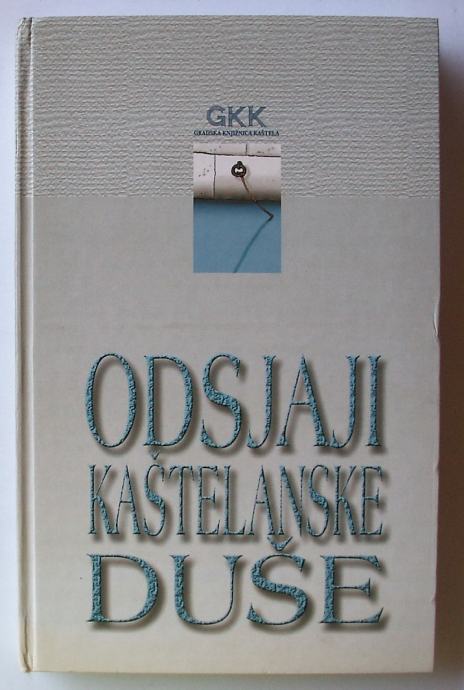 GKK
GRADSKA KNJIŽNICA KAŠTELA
ODSJAJI
KAŠTELANSKE
DUŠE